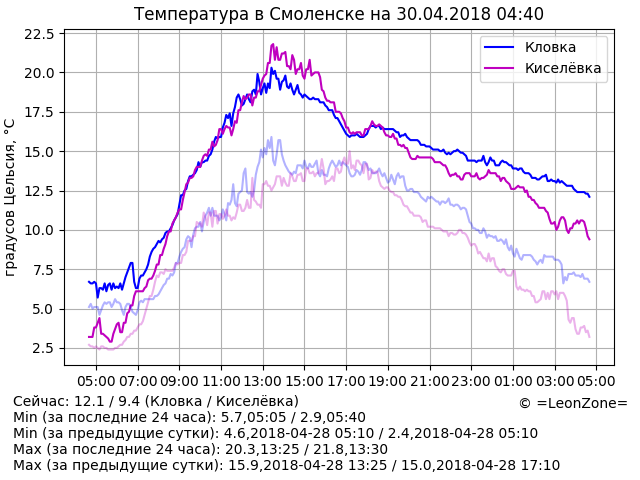 Температура в Смоленске на 30.04.2018 04:40
градусов Цельсия, °C
22.5
20.0
17.5
15.0
12.5
10.0
7.5
5.0
2.5
Кловка
Киселёвка
05:00 07:00 09:00 11:00 13:00 15:00 17:00 19:00 21:00 23:00 01:00 03:00 05:00
Сейчас: 12.1 / 9.4 (Кловка / Киселёвка)
© =LeonZone=
Min (за последние 24 часа): 5.7,05:05 / 2.9,05:40
Min (за предыдущие сутки): 4.6,2018-04-28 05:10 / 2.4,2018-04-28 05:10
Max (за последние 24 часа): 20.3,13:25 / 21.8,13:30
Max (за предыдущие сутки): 15.9,2018-04-28 13:25 / 15.0,2018-04-28 17:10